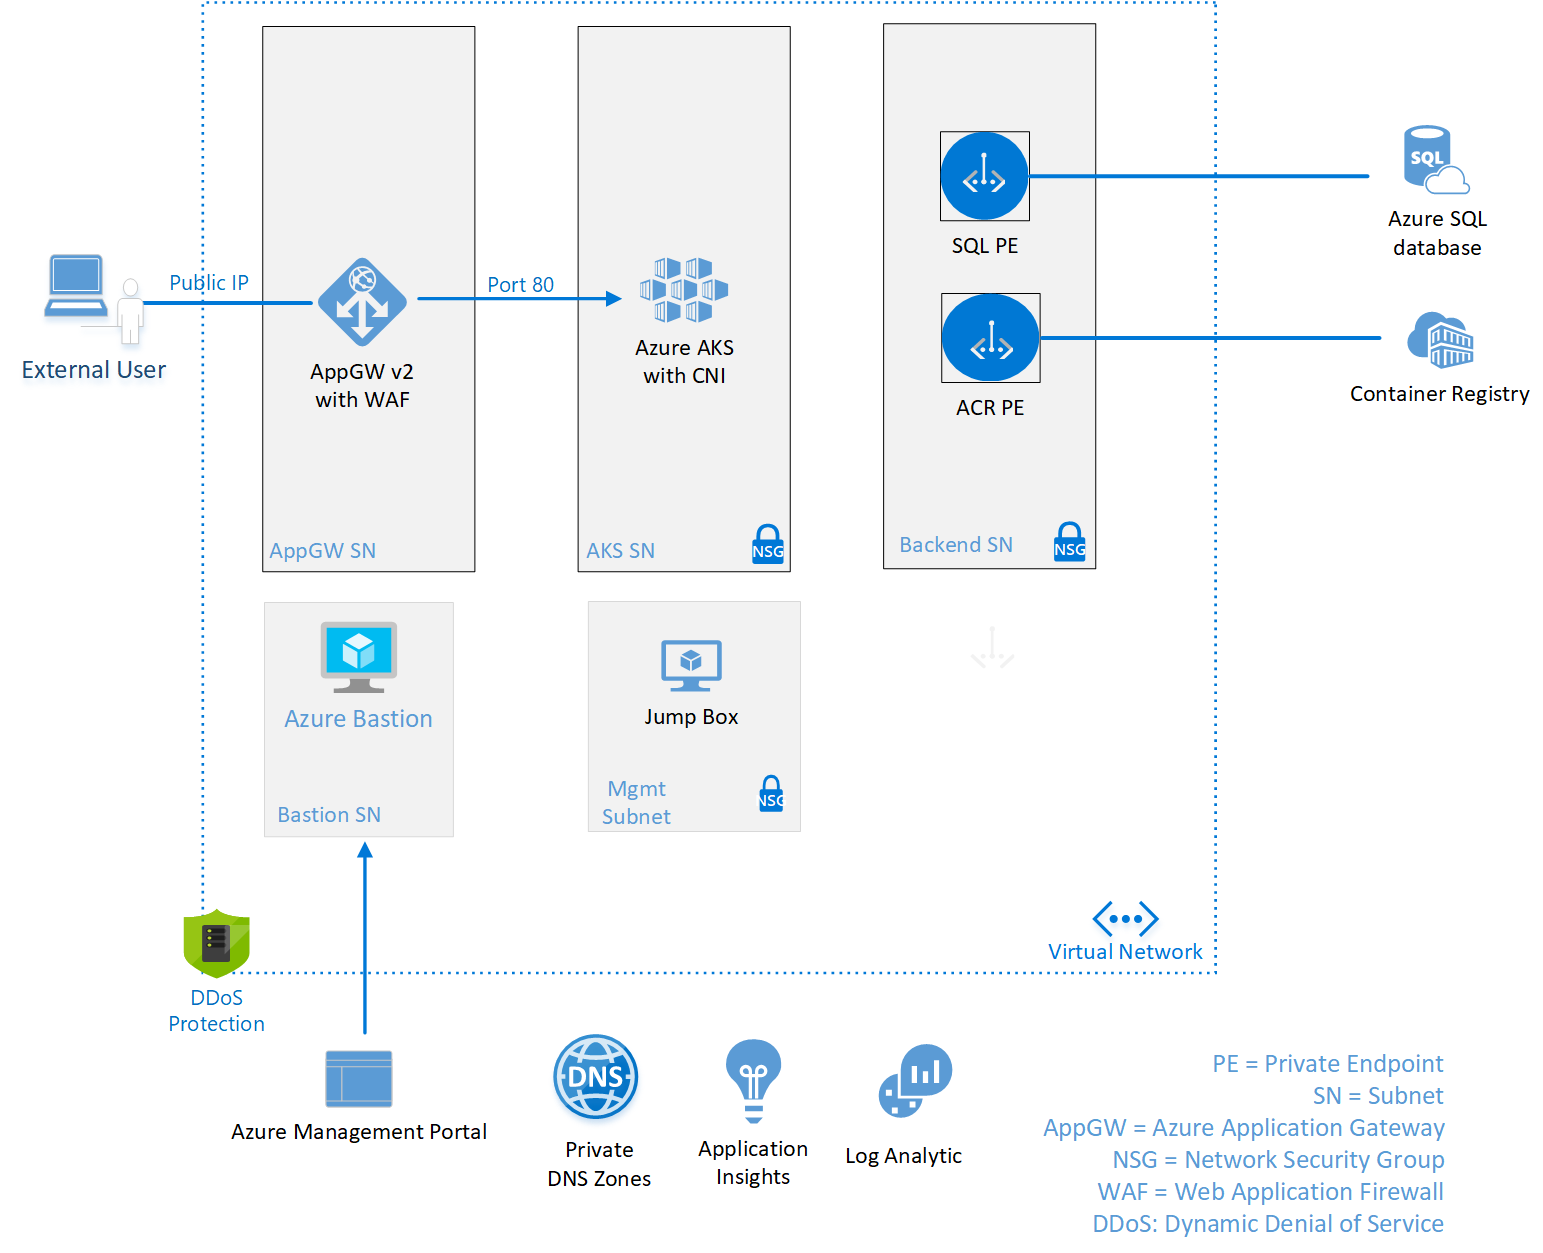 SQL
Azure SQL
database
SQL PE
Public IP
Port 80
External User
AppGW v2
with WAF
Azure AKS
with CNI
ACR PE
Container Registry
AppGW SN
AKS SN
NSG
Backend SN
NSG
Azure Bastion
Bastion SN
Jump Box
Mgmt
Subnet
NSG
Virtual Network
DDoS
Protection
Azure Management Portal
DNS
Private
DNS Zones
Application
Insights
Log Analytic
PE = Private Endpoint
SN = Subnet
AppGW = Azure Application Gateway
NSG = Network Security Group
WAF = Web Application Firewall
DDoS: Dynamic Denial of Service